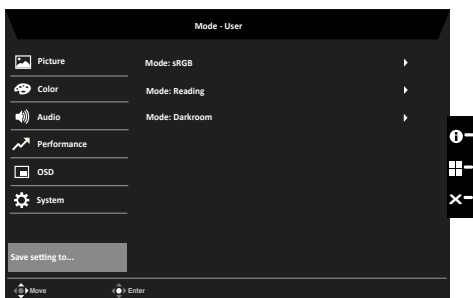 Mode - User
Picture
Mode: sRGB
Color
Mode: Reading
Audio
Mode: Darkroom
Performance
OSD
System
Save setting to...
Move
Enter